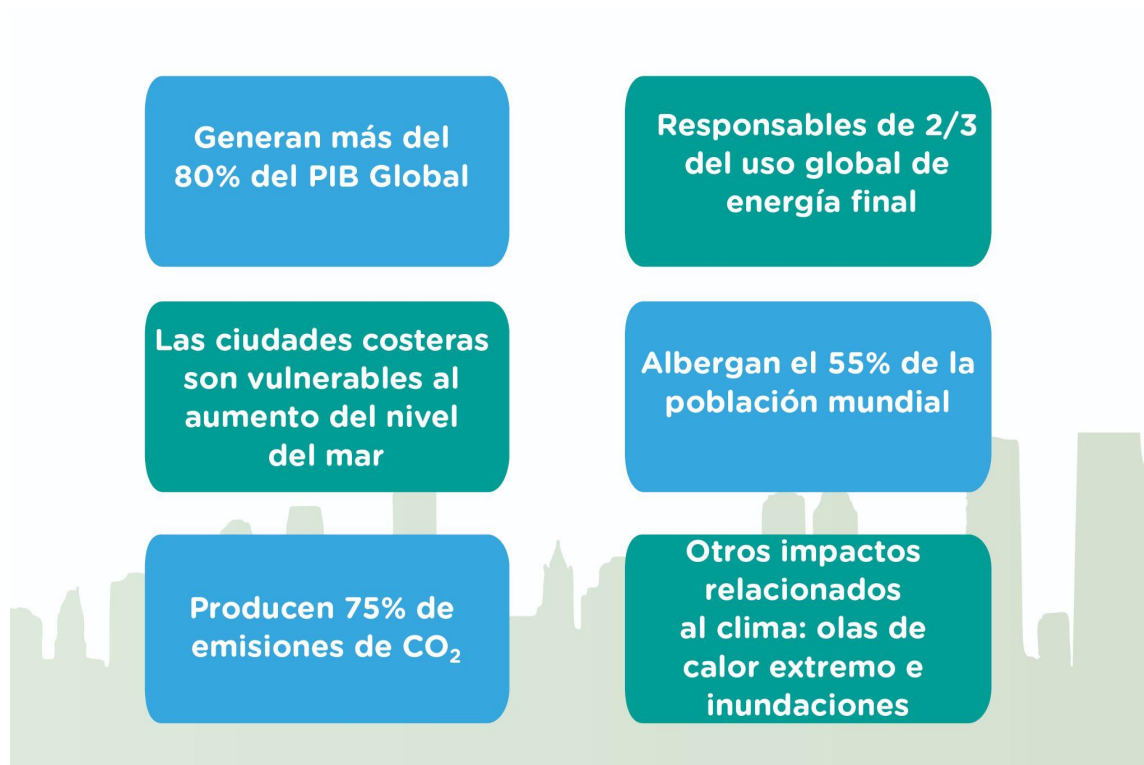 Generan más del
80% del PIB Global
Responsables de 2/3
del uso global de
energía final
Las ciudades costeras
son vulnerables al
aumento del nivel
del mar
Albergan el 55% de la
población mundial
Producen 75% de
emisiones de CO₂
Otros impactos
relacionados
al clima: olas de
calor extremo e
inundaciones